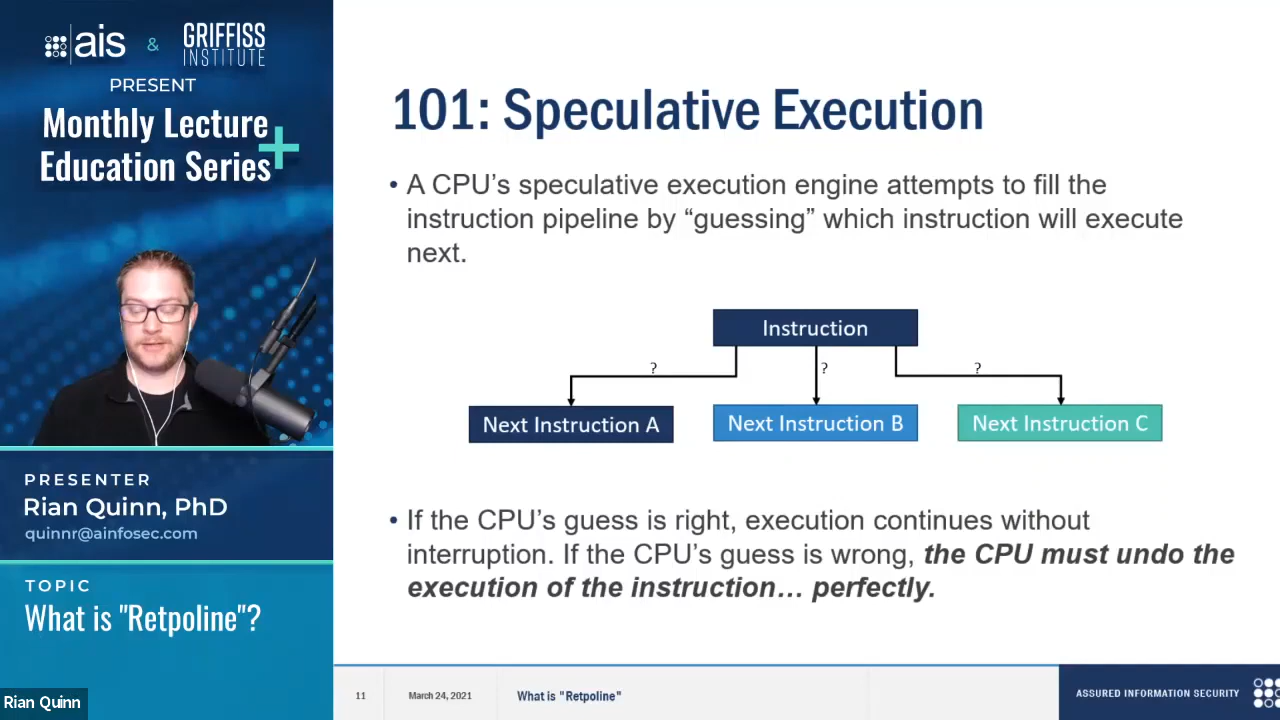 ais & GRIFFISS
INSTITUTE
PRESENT
Monthly Lecture
Education Series
PRESENTER
Rian Quinn, PhD
quinnr@ainfosec.com
TOPIC
What is "Retpoline"?
Rian Quinn
101: Speculative Execution
• A CPU’s speculative execution engine attempts to fill the
instruction pipeline by “guessing” which instruction will execute
next.
Instruction
? ? ?
Next Instruction A Next Instruction B Next Instruction C
• If the CPU’s guess is right, execution continues without
interruption. If the CPU’s guess is wrong, the CPU must undo the
execution of the instruction… perfectly.
11 March 24, 2021 What is "Retpoline" ASSURED INFORMATION SECURITY